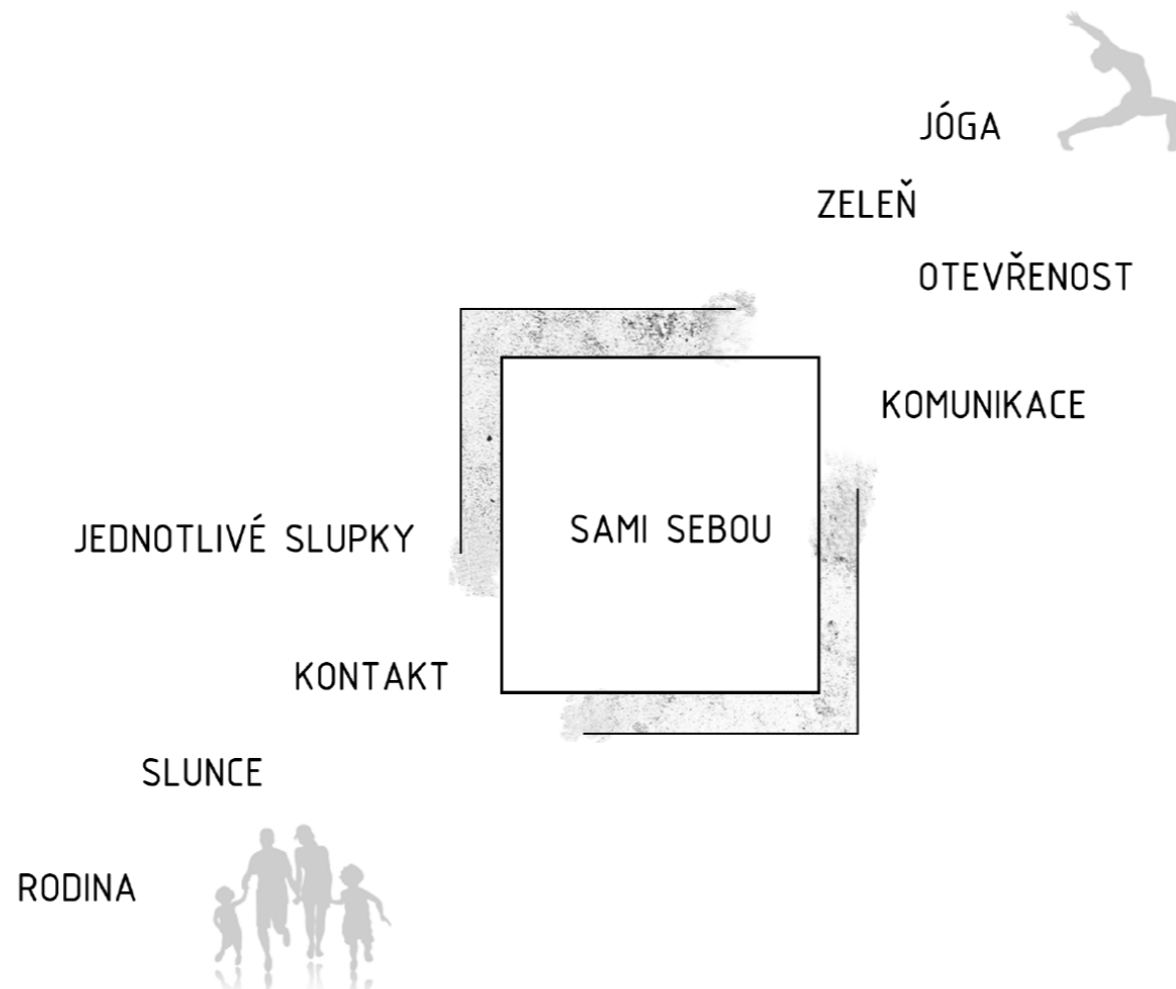 JÓGA
ZELEŇ
OTEVŘENOST
KOMUNIKACE
SAMI SEBOU
JEDNOTLIVÉ SLUPKY
KONTAKT
SLUNCE
RODINA